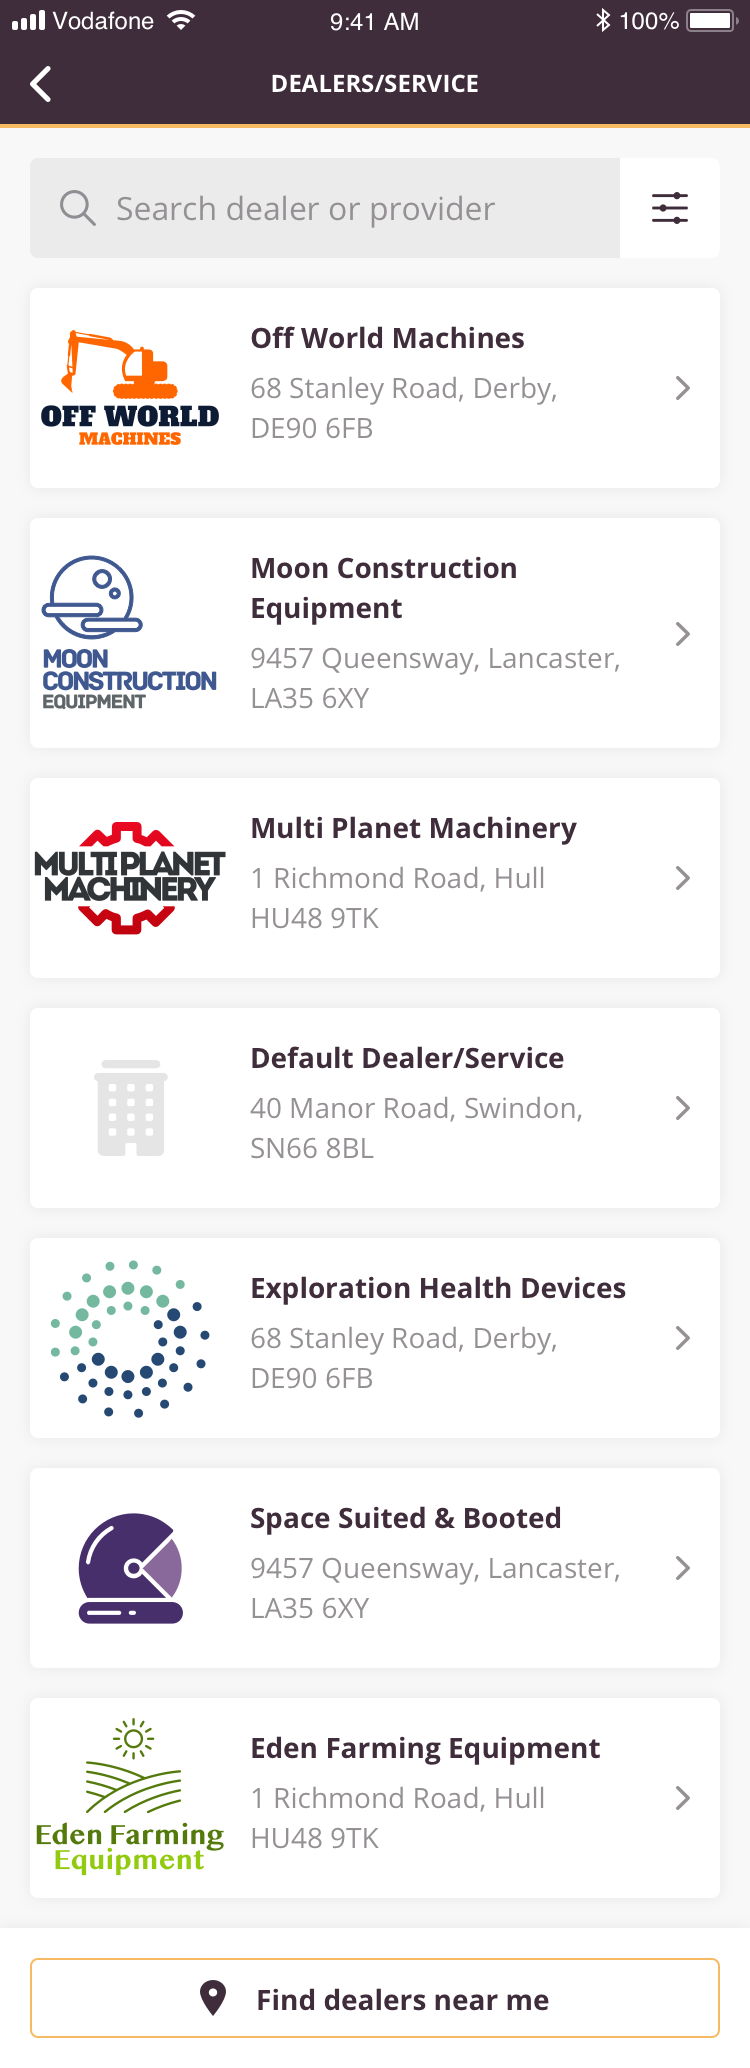 Vodafone 9:41 AM 100%
DEALERS/SERVICE
Search dealer or provider
OFF WORLD
MACHINES
Off World Machines
68 Stanley Road, Derby,
DE90 6FB
MOON
CONSTRUCTION
EQUIPMENT
Moon Construction
Equipment
9457 Queensway, Lancaster,
LA35 6XY
MULTI PLANET
MACHINERY
Multi Planet Machinery
1 Richmond Road, Hull
HU48 9TK
Default Dealer/Service
40 Manor Road, Swindon,
SN66 8BL
Exploration Health Devices
68 Stanley Road, Derby,
DE90 6FB
Space Suited & Booted
9457 Queensway, Lancaster,
LA35 6XY
Eden Farming
Equipment
Eden Farming Equipment
1 Richmond Road, Hull
HU48 9TK
Find dealers near me